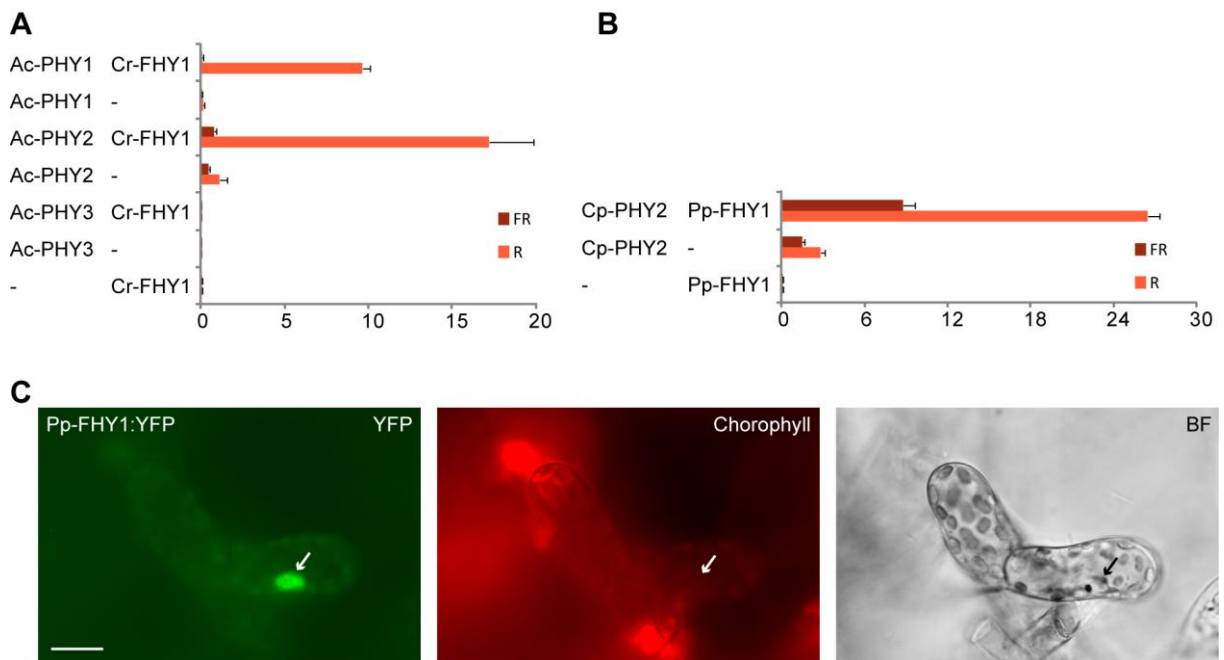 A
Ac-PHY1 Cr-FHY1
Ac-PHY1 -
Ac-PHY2 Cr-FHY1
Ac-PHY2 -
Ac-PHY3 Cr-FHY1
Ac-PHY3 -
- Cr-FHY1
FR
R
0 5 10 15 20
B
Cp-PHY2 Pp-FHY1
Cp-PHY2 -
- Pp-FHY1
FR
R
0 6 12 18 24 30
C
Pp-FHY1:YFP YFP
Chorophyll
BF